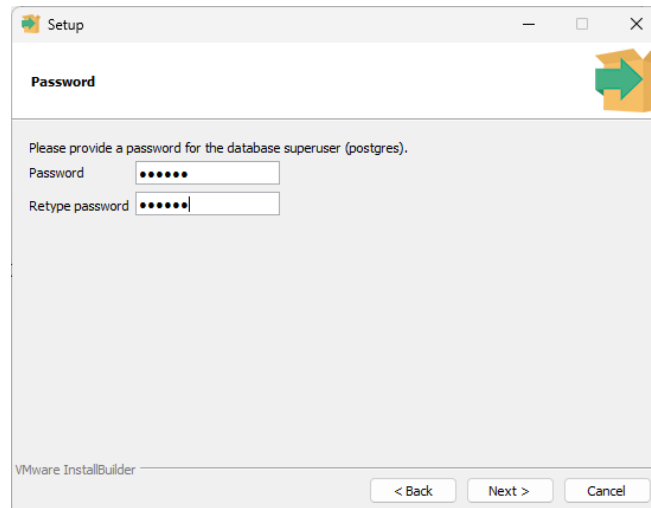 Setup
Password
Please provide a password for the database superuser (postgres).
Password ••••••
Retype password ••••••
VMware InstallBuilder
< Back Next > Cancel